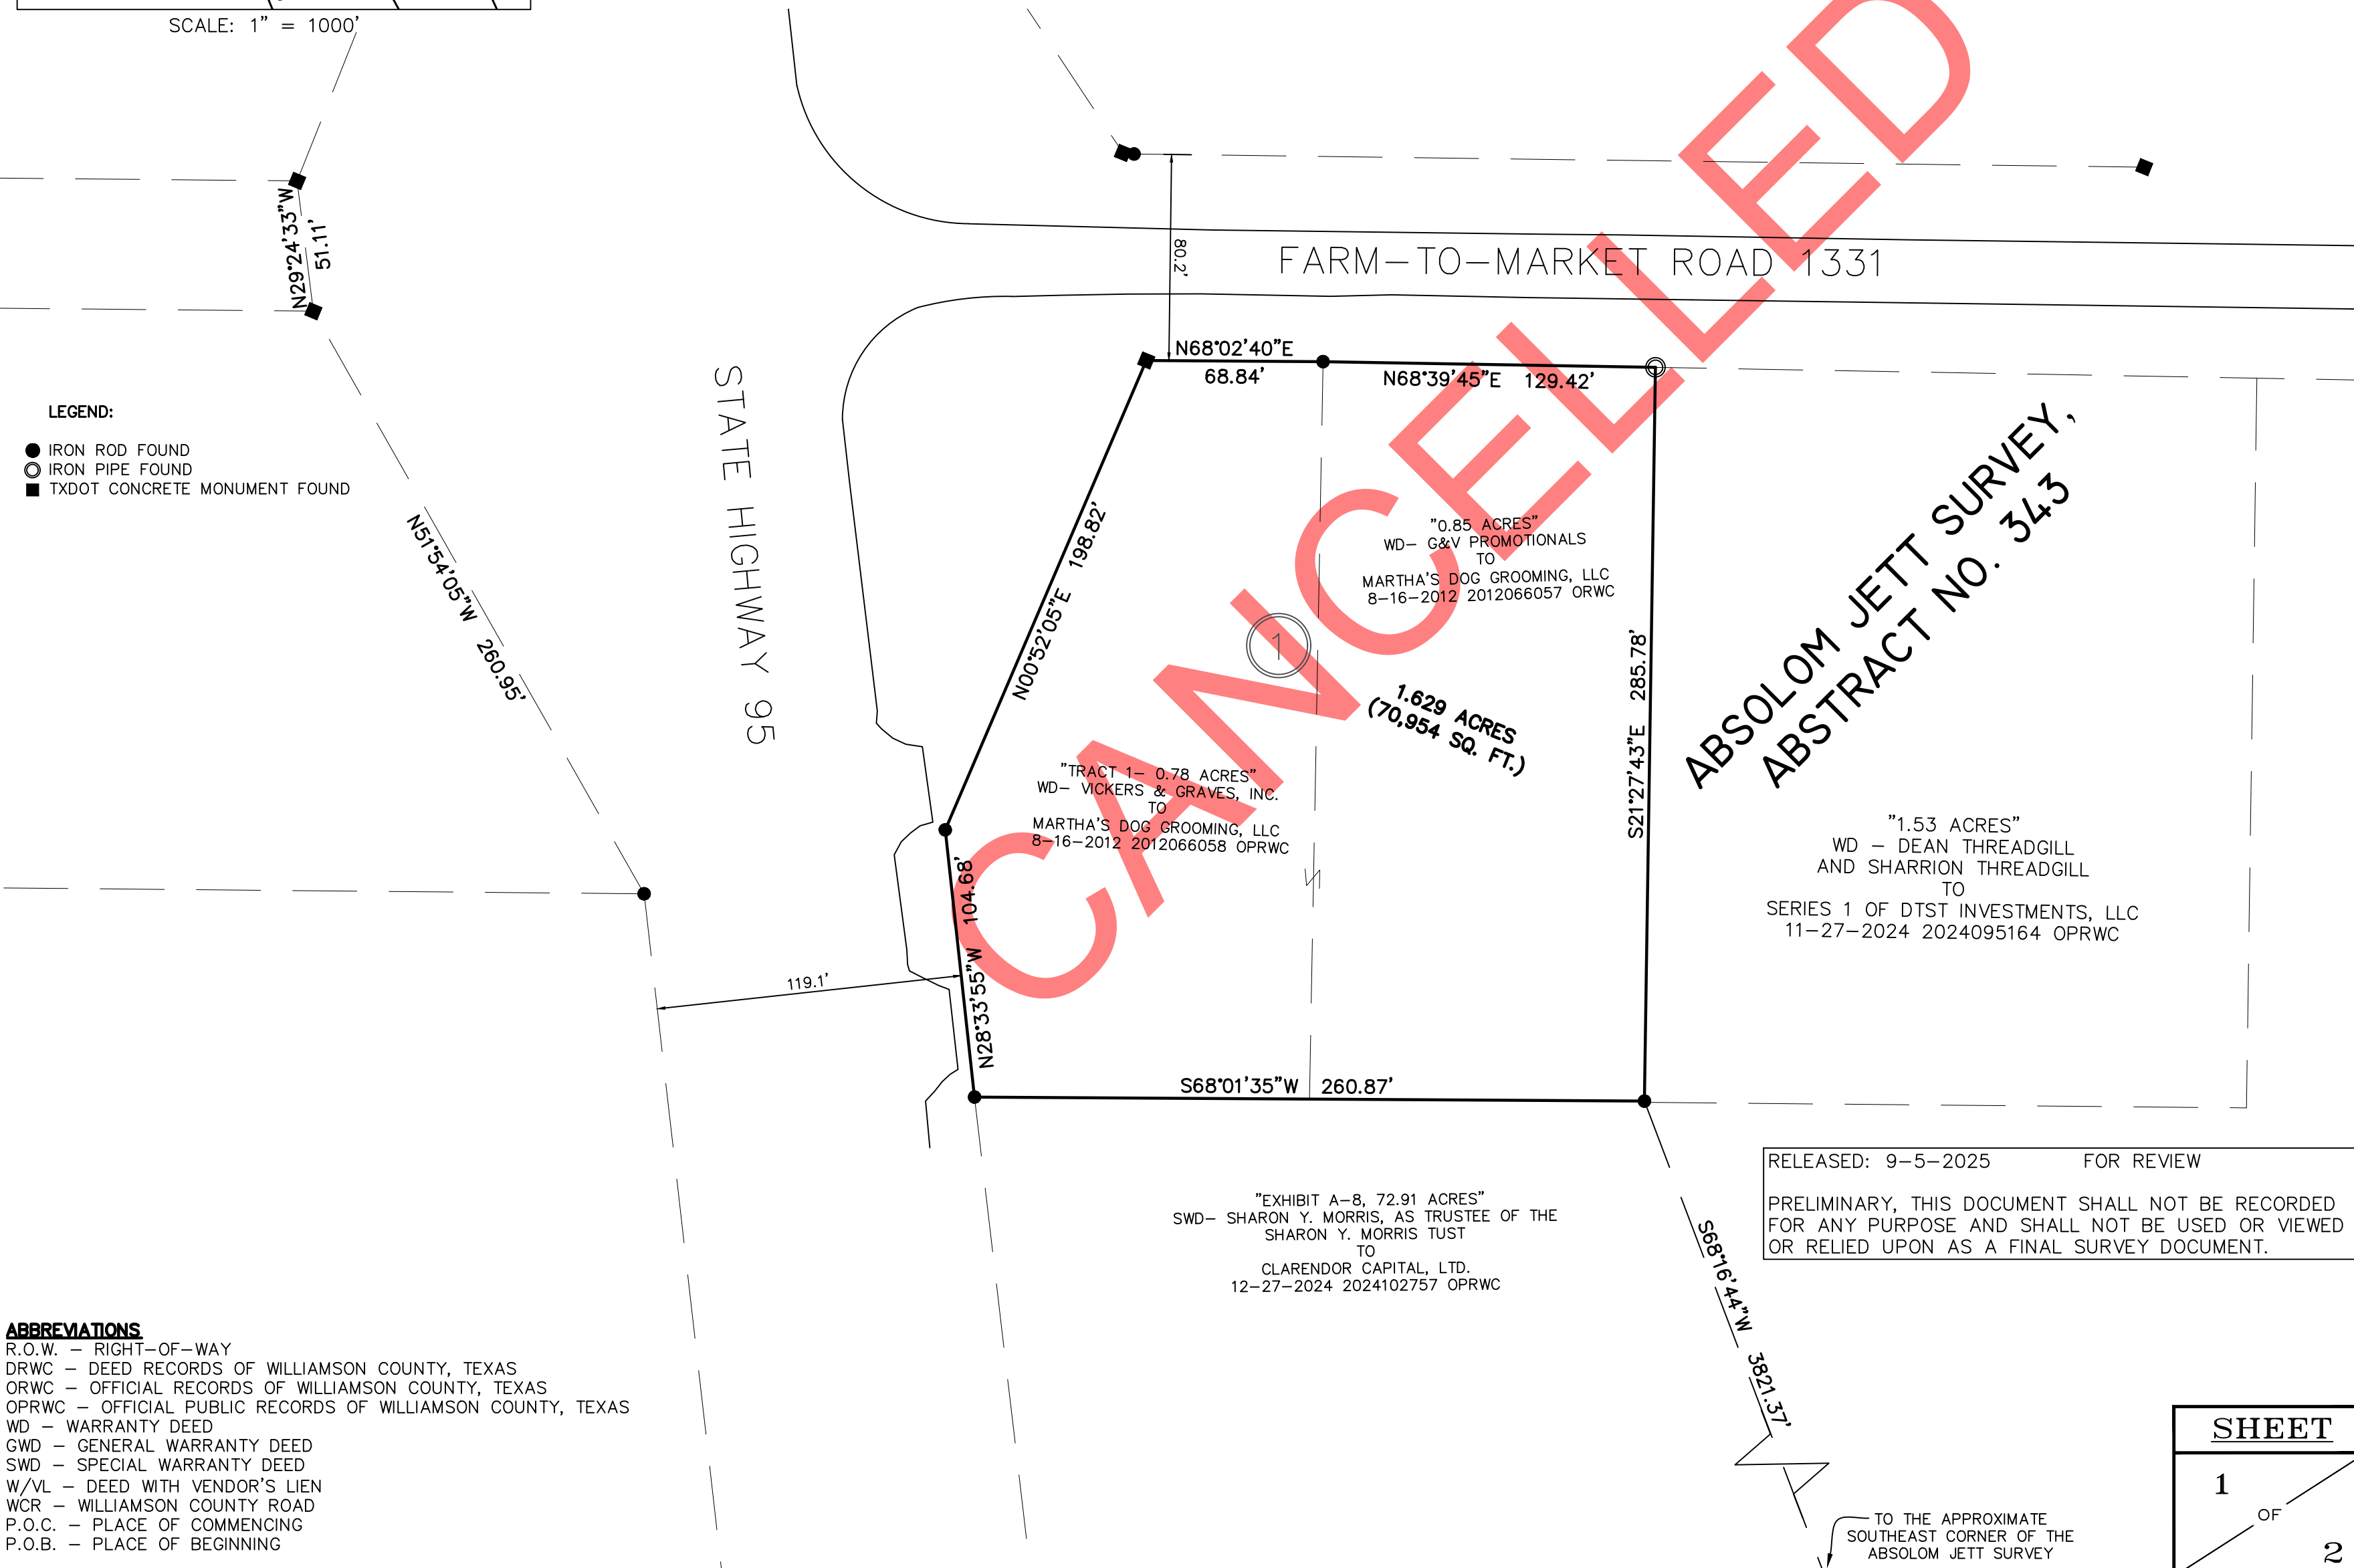 SCALE: 1" = 1000'
N29°24'33"W
51.11'
80.2'
FARM-TO-MARKET ROAD 1331
N68°02'40"E
68.84'
N68°39'45"E 129.42'
STATE HIGHWAY 95
LEGEND:
IRON ROD FOUND
IRON PIPE FOUND
TXDOT CONCRETE MONUMENT FOUND
N51°54'05"W 260.95'
N00°52'05"E 198.82'
"0.85 ACRES"
WD- G&V PROMOTIONALS
TO
MARTHA'S DOG GROOMING, LLC
8-16-2012 2012066057 ORWC
1
1.629 ACRES
(70,954 SQ. FT.)
S21°27'43"E 285.78'
ABSOLOM JETT SURVEY,
ABSTRACT NO. 343
"TRACT 1- 0.78 ACRES"
WD- VICKERS & GRAVES, INC.
TO
MARTHA'S DOG GROOMING, LLC
8-16-2012 2012066058 OPRWC
"1.53 ACRES"
WD - DEAN THREADGILL
AND SHARRION THREADGILL
TO
SERIES 1 OF DTST INVESTMENTS, LLC
11-27-2024 2024095164 OPRWC
CANCELLED
119.1'
N28°33'55"W 104.68'
S68°01'35"W 260.87'
"EXHIBIT A-8, 72.91 ACRES"
SWD- SHARON Y. MORRIS, AS TRUSTEE OF THE
SHARON Y. MORRIS TUST
TO
CLARENDOR CAPITAL, LTD.
12-27-2024 2024102757 OPRWC
RELEASED: 9-5-2025 FOR REVIEW
PRELIMINARY, THIS DOCUMENT SHALL NOT BE RECORDED
FOR ANY PURPOSE AND SHALL NOT BE USED OR VIEWED
OR RELIED UPON AS A FINAL SURVEY DOCUMENT.
S68°16'44"W 3821.37'
ABBREVIATIONS
R.O.W. - RIGHT-OF-WAY
DRWC - DEED RECORDS OF WILLIAMSON COUNTY, TEXAS
ORWC - OFFICIAL RECORDS OF WILLIAMSON COUNTY, TEXAS
OPRWC - OFFICIAL PUBLIC RECORDS OF WILLIAMSON COUNTY, TEXAS
WD - WARRANTY DEED
GWD - GENERAL WARRANTY DEED
SWD - SPECIAL WARRANTY DEED
W/VL - DEED WITH VENDOR'S LIEN
WCR - WILLIAMSON COUNTY ROAD
P.O.C. - PLACE OF COMMENCING
P.O.B. - PLACE OF BEGINNING
TO THE APPROXIMATE
SOUTHEAST CORNER OF THE
ABSOLOM JETT SURVEY
SHEET
1
OF
2